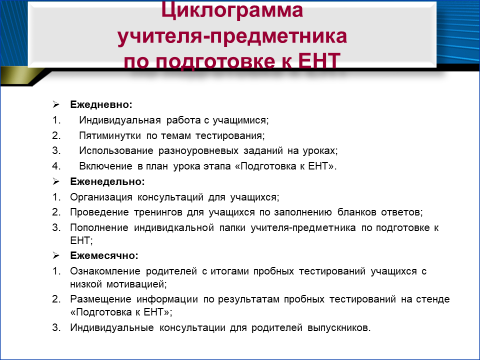 Циклограмма
учителя-предметника
по подготовке к ЕНТ
➢ Ежедневно:
1. Индивидуальная работа с учащимися;
2. Пятиминутки по темам тестирования;
3. Использование разноуровневых заданий на уроках;
4. Включение в план урока этапа «Подготовка к ЕНТ».
➢ Еженедельно:
1. Организация консультаций для учащихся;
2. Проведение тренингов для учащихся по заполнению бланков ответов;
3. Пополнение индивидкальной папки учителя-предметника по подготовке к
ЕНТ;
➢ Ежемесячно:
1. Ознакомление родителей с итогами пробных тестирований учащихся с
низкой мотивацией;
2. Размещение информации по результатам пробных тестирований на стенде
«Подготовка к ЕНТ»;
3. Индивидуальные консультации для родителей выпускников.